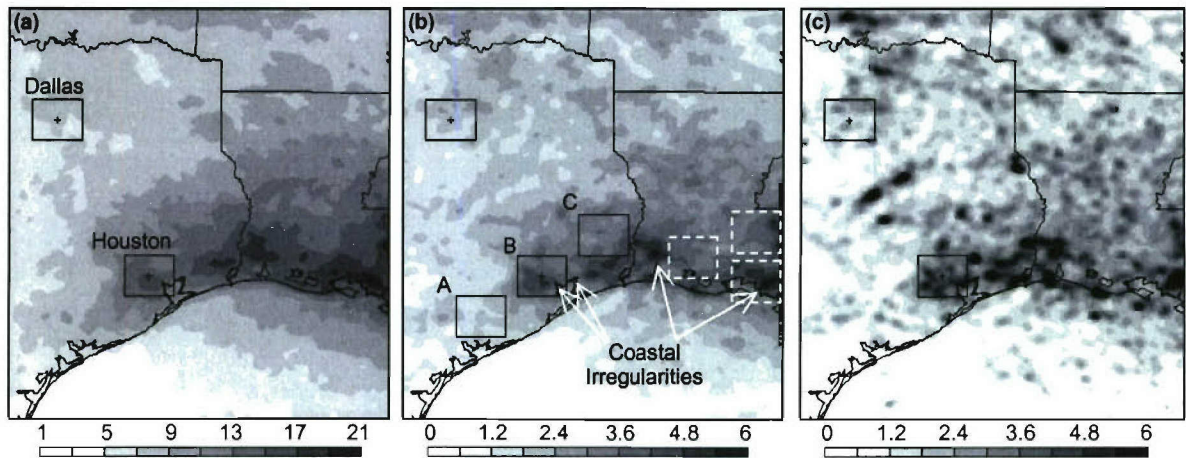 (a)
Dallas
Houston
1 5 9 13 17 21
(b)
C
B
A
Coastal
Irregularities
0 1.2 2.4 3.6 4.8 6
(c)
0 1.2 2.4 3.6 4.8 6